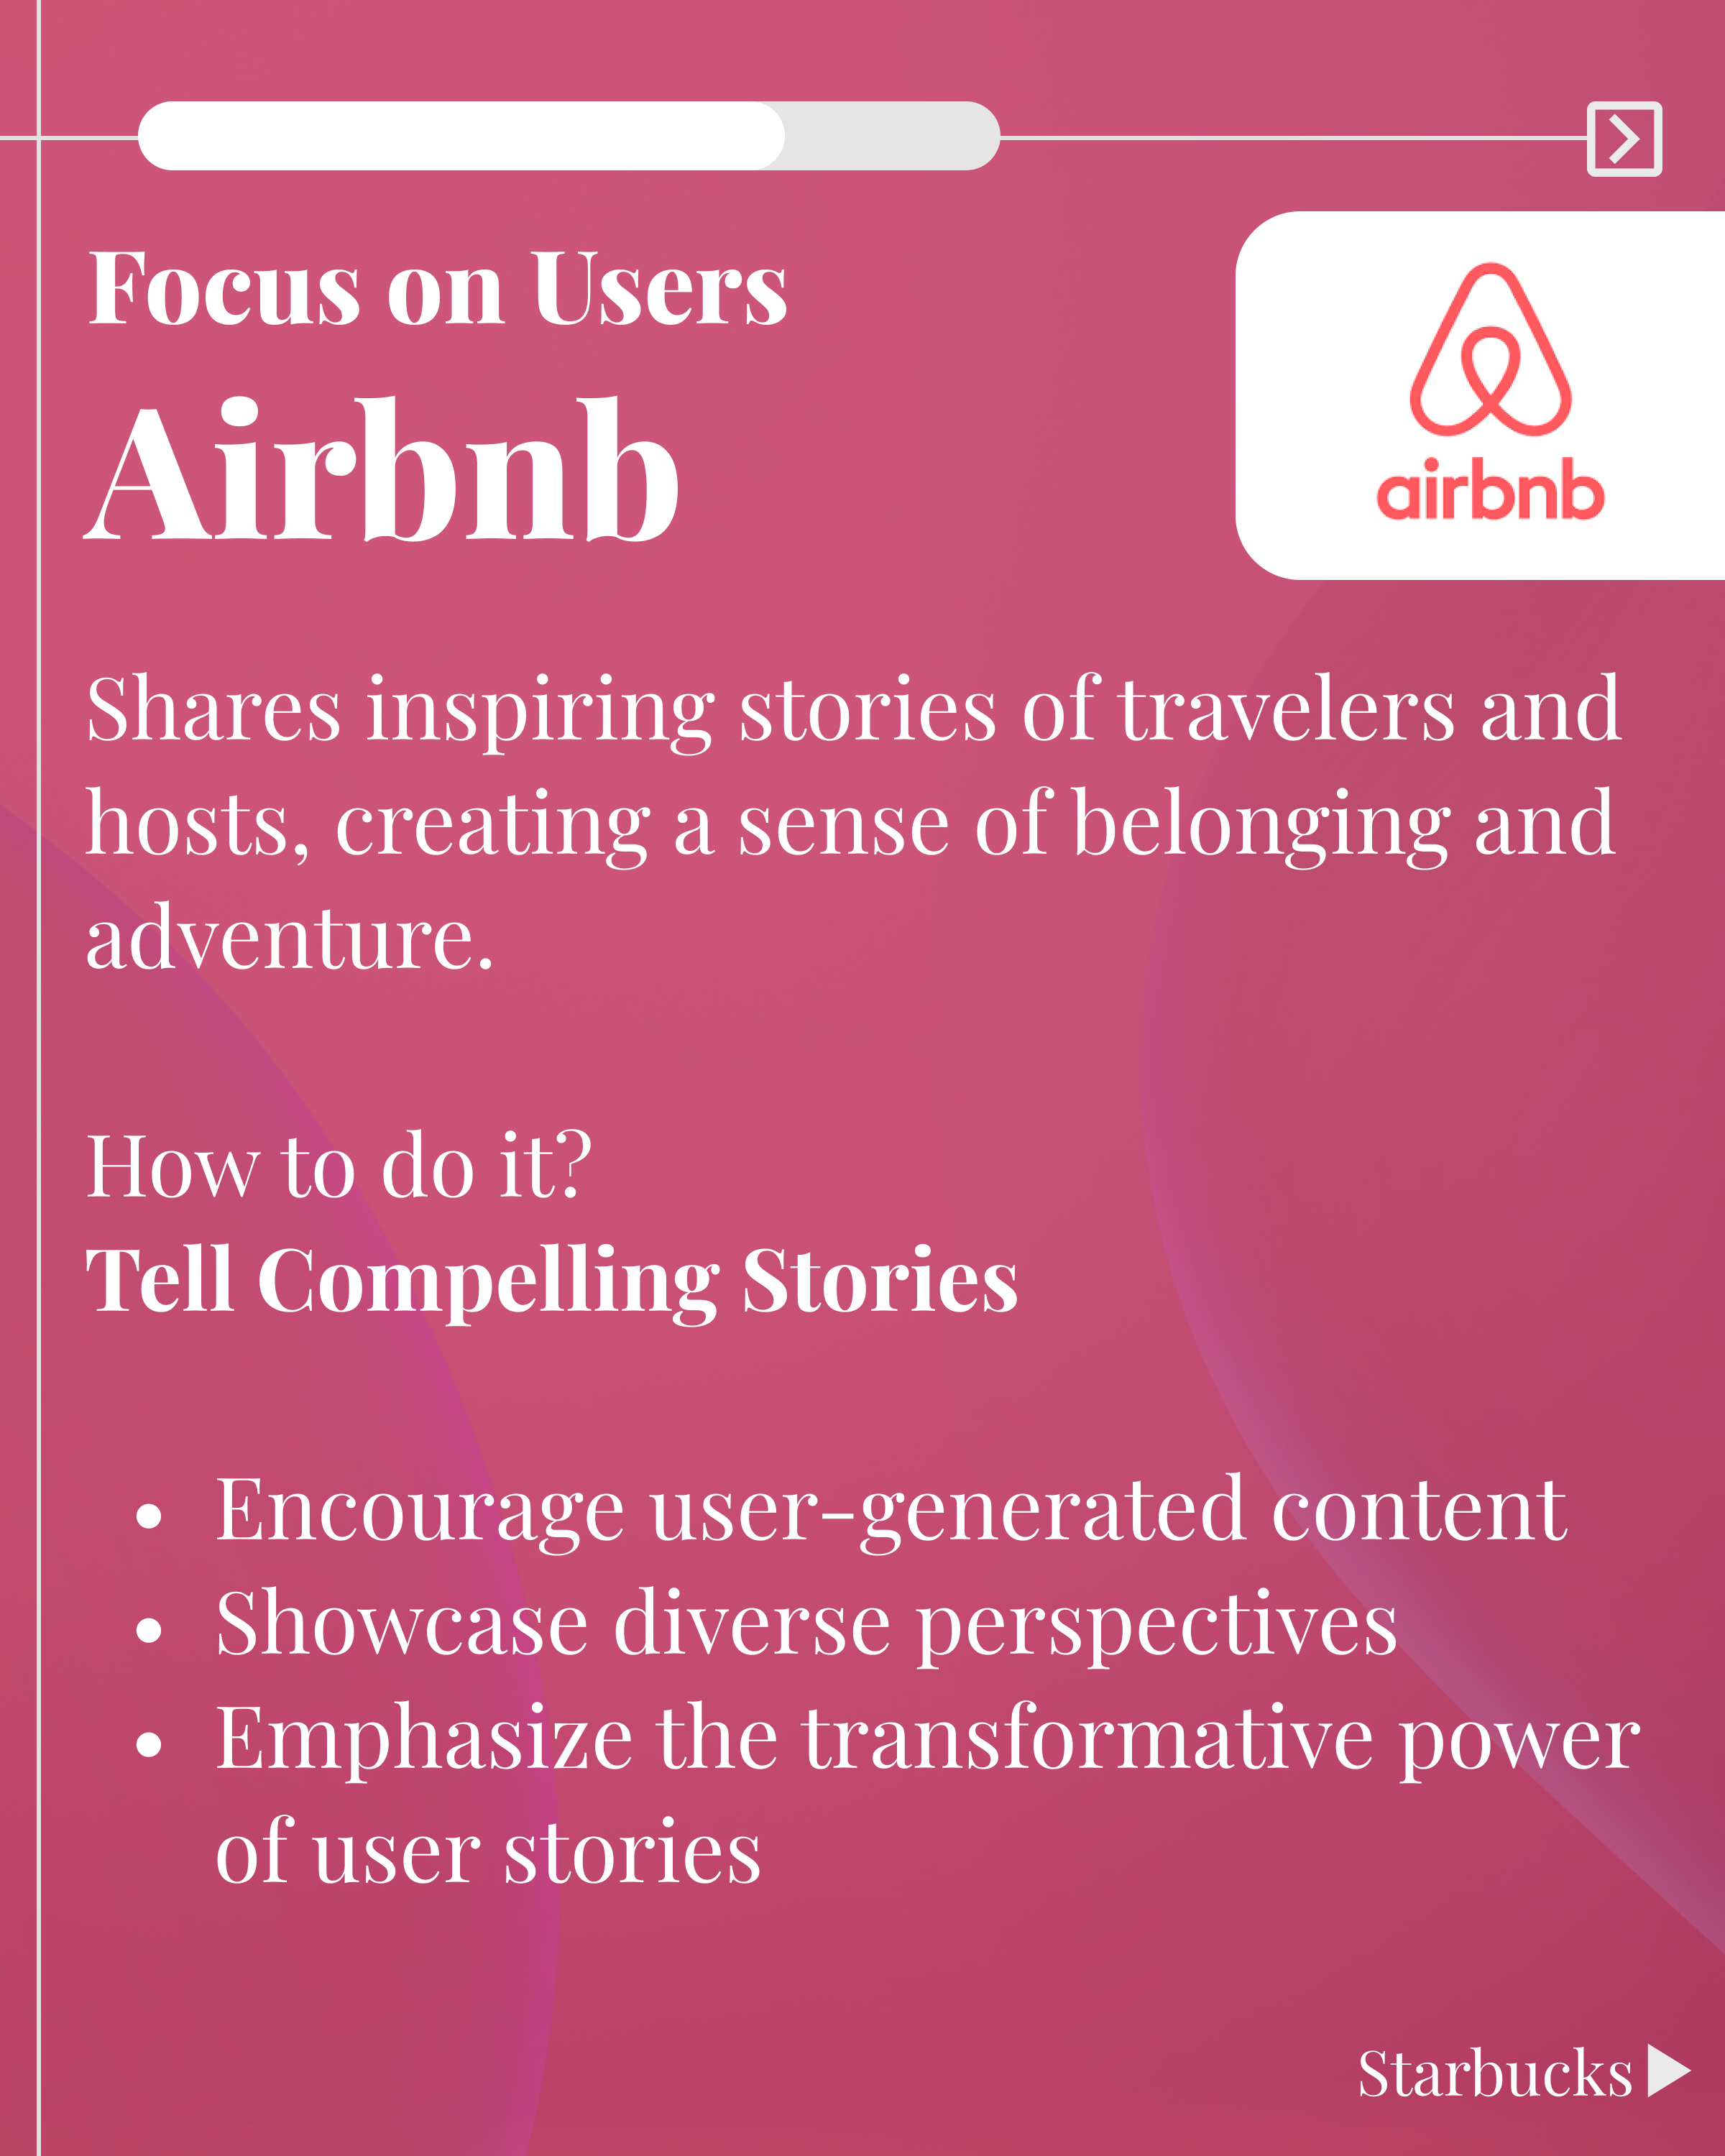 Focus on Users
Airbnb
airbnb
Shares inspiring stories of travelers and
hosts, creating a sense of belonging and
adventure.
How to do it?
Tell Compelling Stories
• Encourage user-generated content
• Showcase diverse perspectives
• Emphasize the transformative power
of user stories
Starbucks